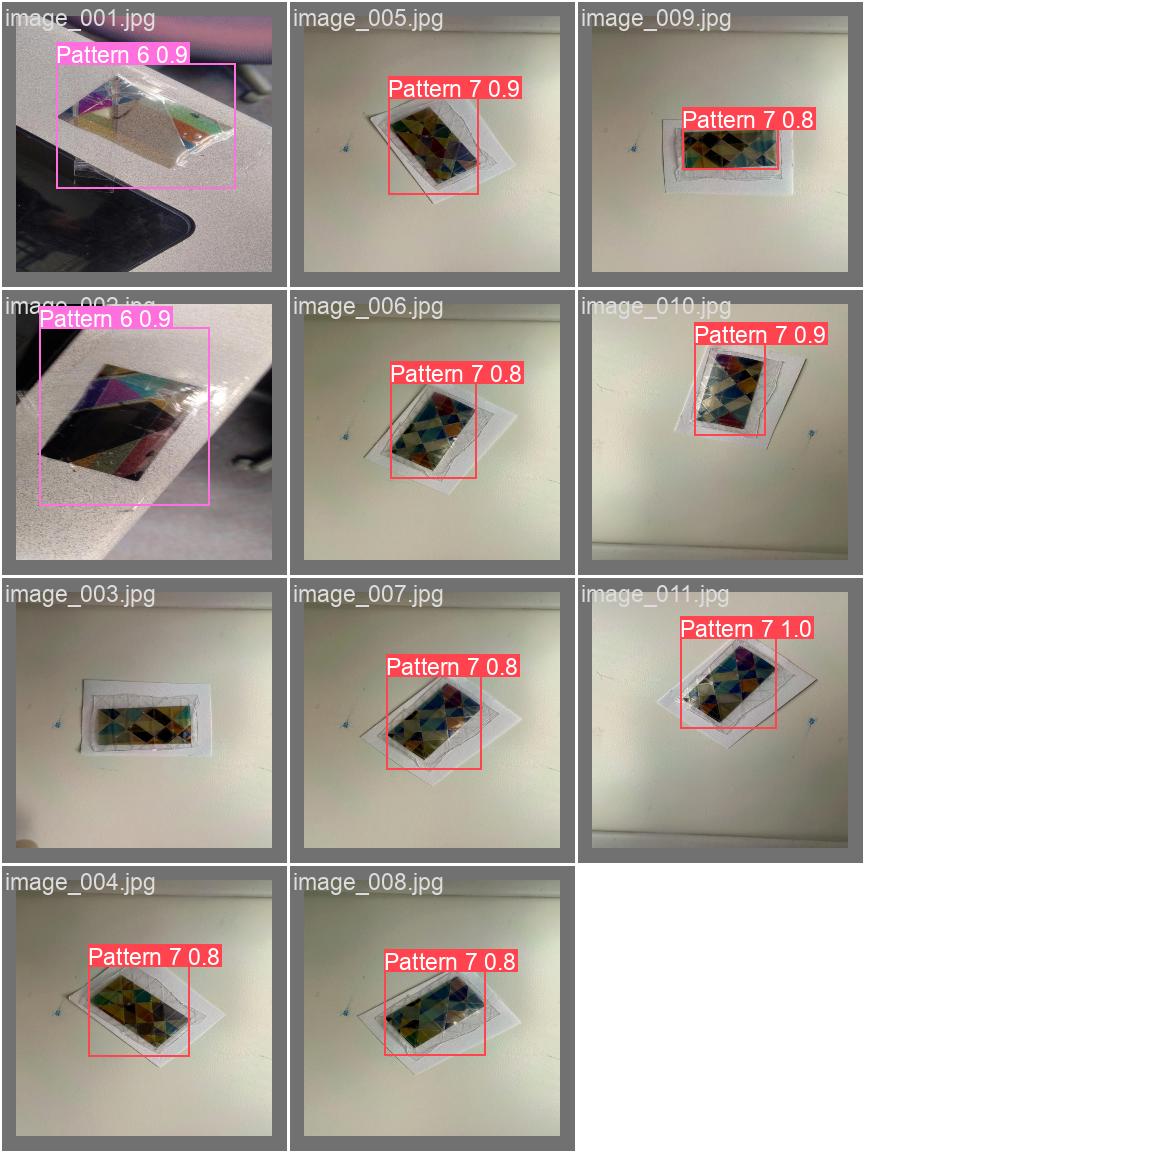 image_001.jpg
Pattern 6 0.9
image_005.jpg
Pattern 7 0.9
image_009.jpg
Pattern 7 0.8
image_002.jpg
Pattern 6 0.9
image_006.jpg
Pattern 7 0.8
image_010.jpg
Pattern 7 0.9
image_003.jpg
image_007.jpg
Pattern 7 0.8
image_011.jpg
Pattern 7 1.0
image_004.jpg
Pattern 7 0.8
image_008.jpg
Pattern 7 0.8